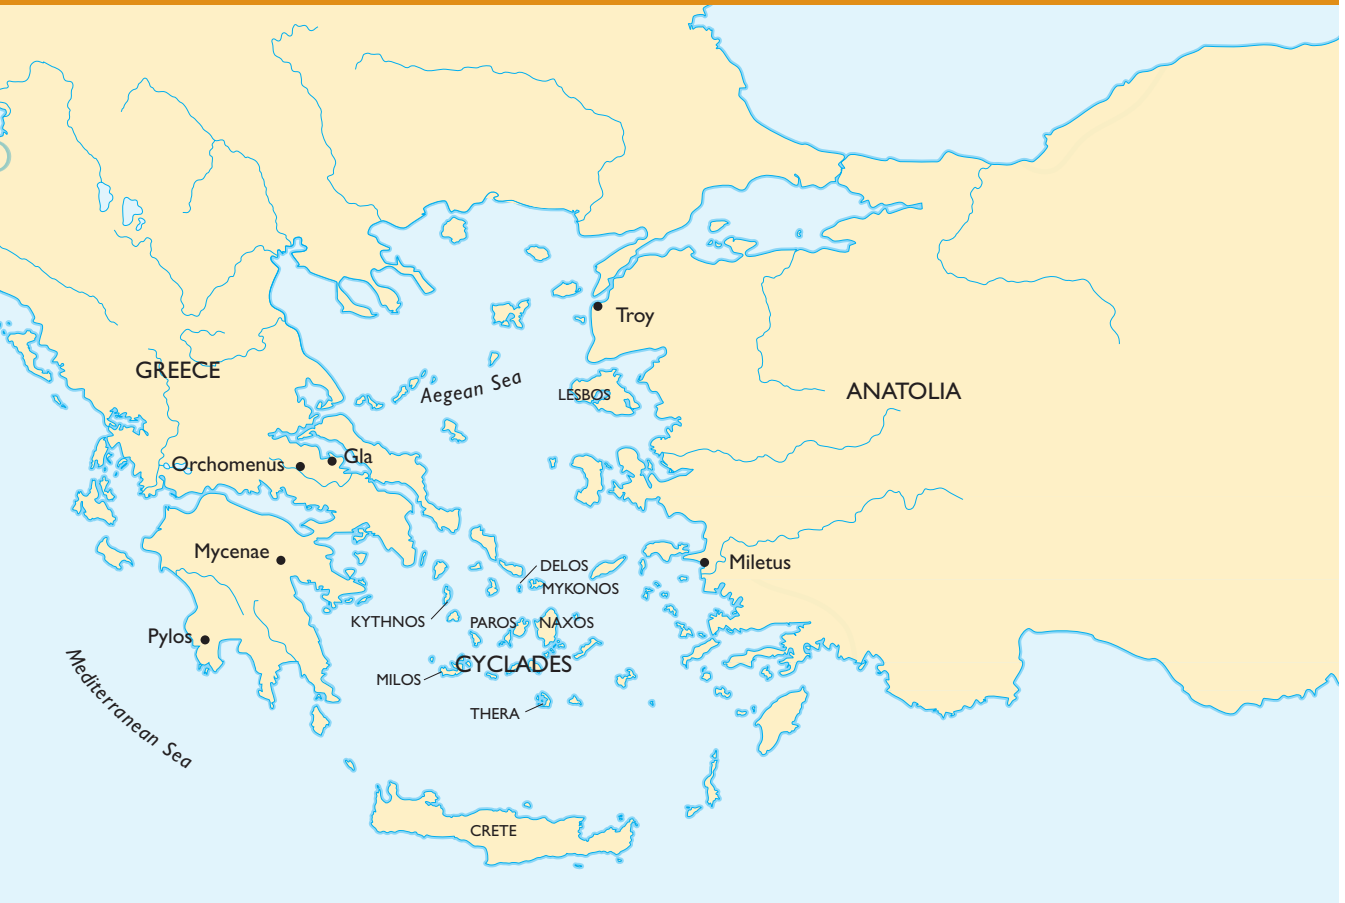 Troy
GREECE
Aegean Sea
LESBOS
ANATOLIA
Orchomenus
Gla
Mycenae
DELOS
Miletus
MYKONOS
KYTHNOS
PAROS
NAXOS
Pylos
CYCLADES
MILOS
Mediterranean Sea
THERA
CRETE